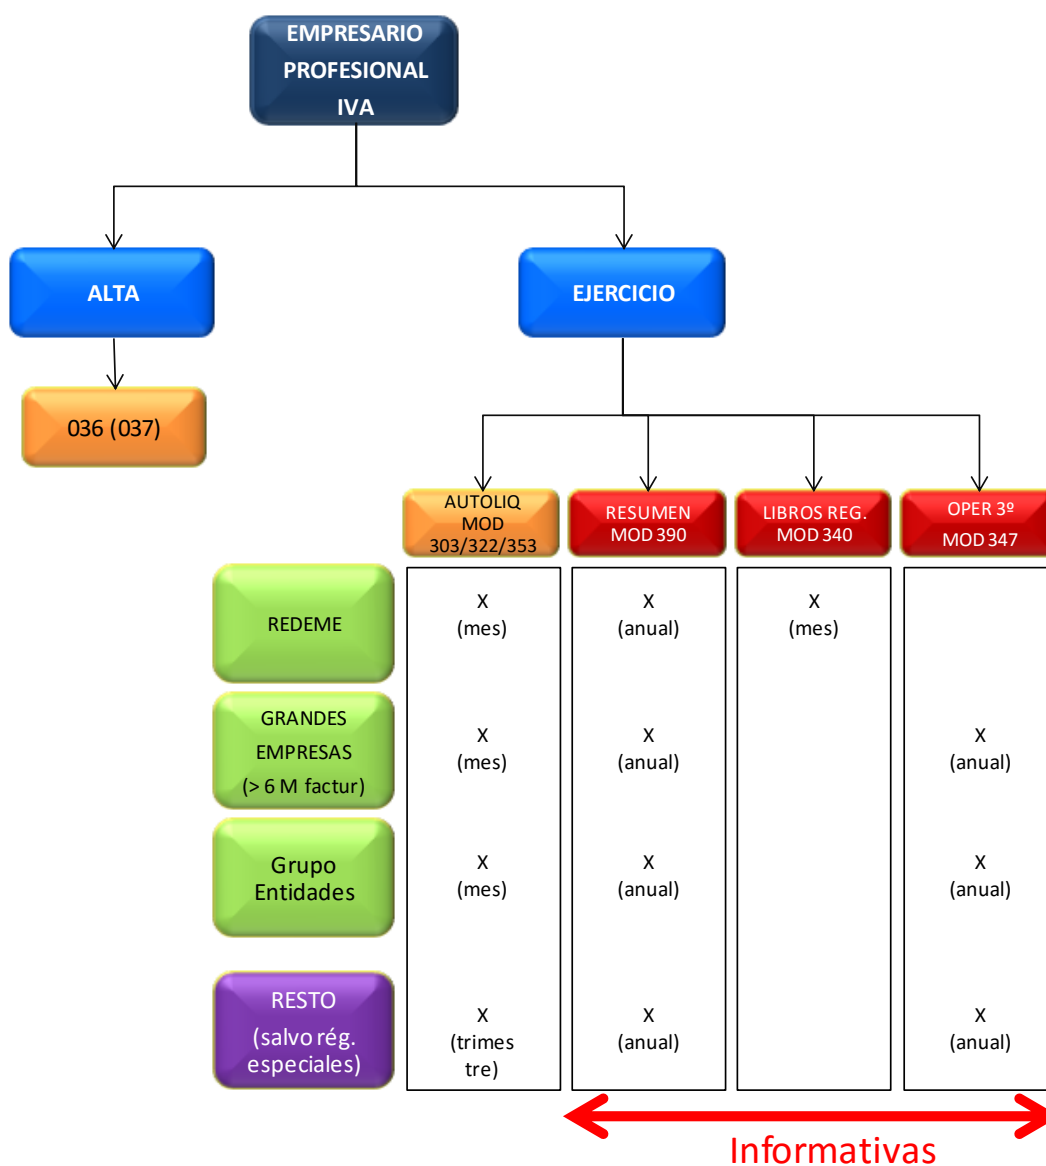 EMPRESARIO
PROFESIONAL
IVA
ALTA
EJERCICIO
036 (037)
AUTOLIQ
MOD
303/322/353
RESUMEN
MOD 390
LIBROS REG.
MOD 340
OPER 3º
MOD 347
REDEME
X
(mes)
X
(anual)
X
(mes)
GRANDES
EMPRESAS
(> 6 M factur)
X
(mes)
X
(anual)
X
(anual)
Grupo
Entidades
X
(mes)
X
(anual)
X
(anual)
RESTO
(salvo rég.
especiales)
X
(trimes
tre)
X
(anual)
X
(anual)
Informativas